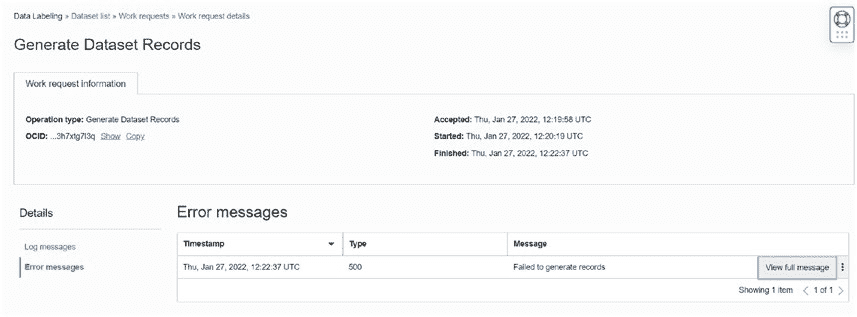 Data Labeling » Dataset list » Work requests » Work request details
Generate Dataset Records
Work request information
Operation type: Generate Dataset Records
OCID: ...3h7xtg7l3q Show Copy
Accepted: Thu, Jan 27, 2022, 12:19:58 UTC
Started: Thu, Jan 27, 2022, 12:20:19 UTC
Finished: Thu, Jan 27, 2022, 12:22:37 UTC
Details
Log messages
Error messages
Error messages
Timestamp Type Message
Thu, Jan 27, 2022, 12:22:37 UTC 500 Failed to generate records View full message
Showing 1 item < 1 of 1 >